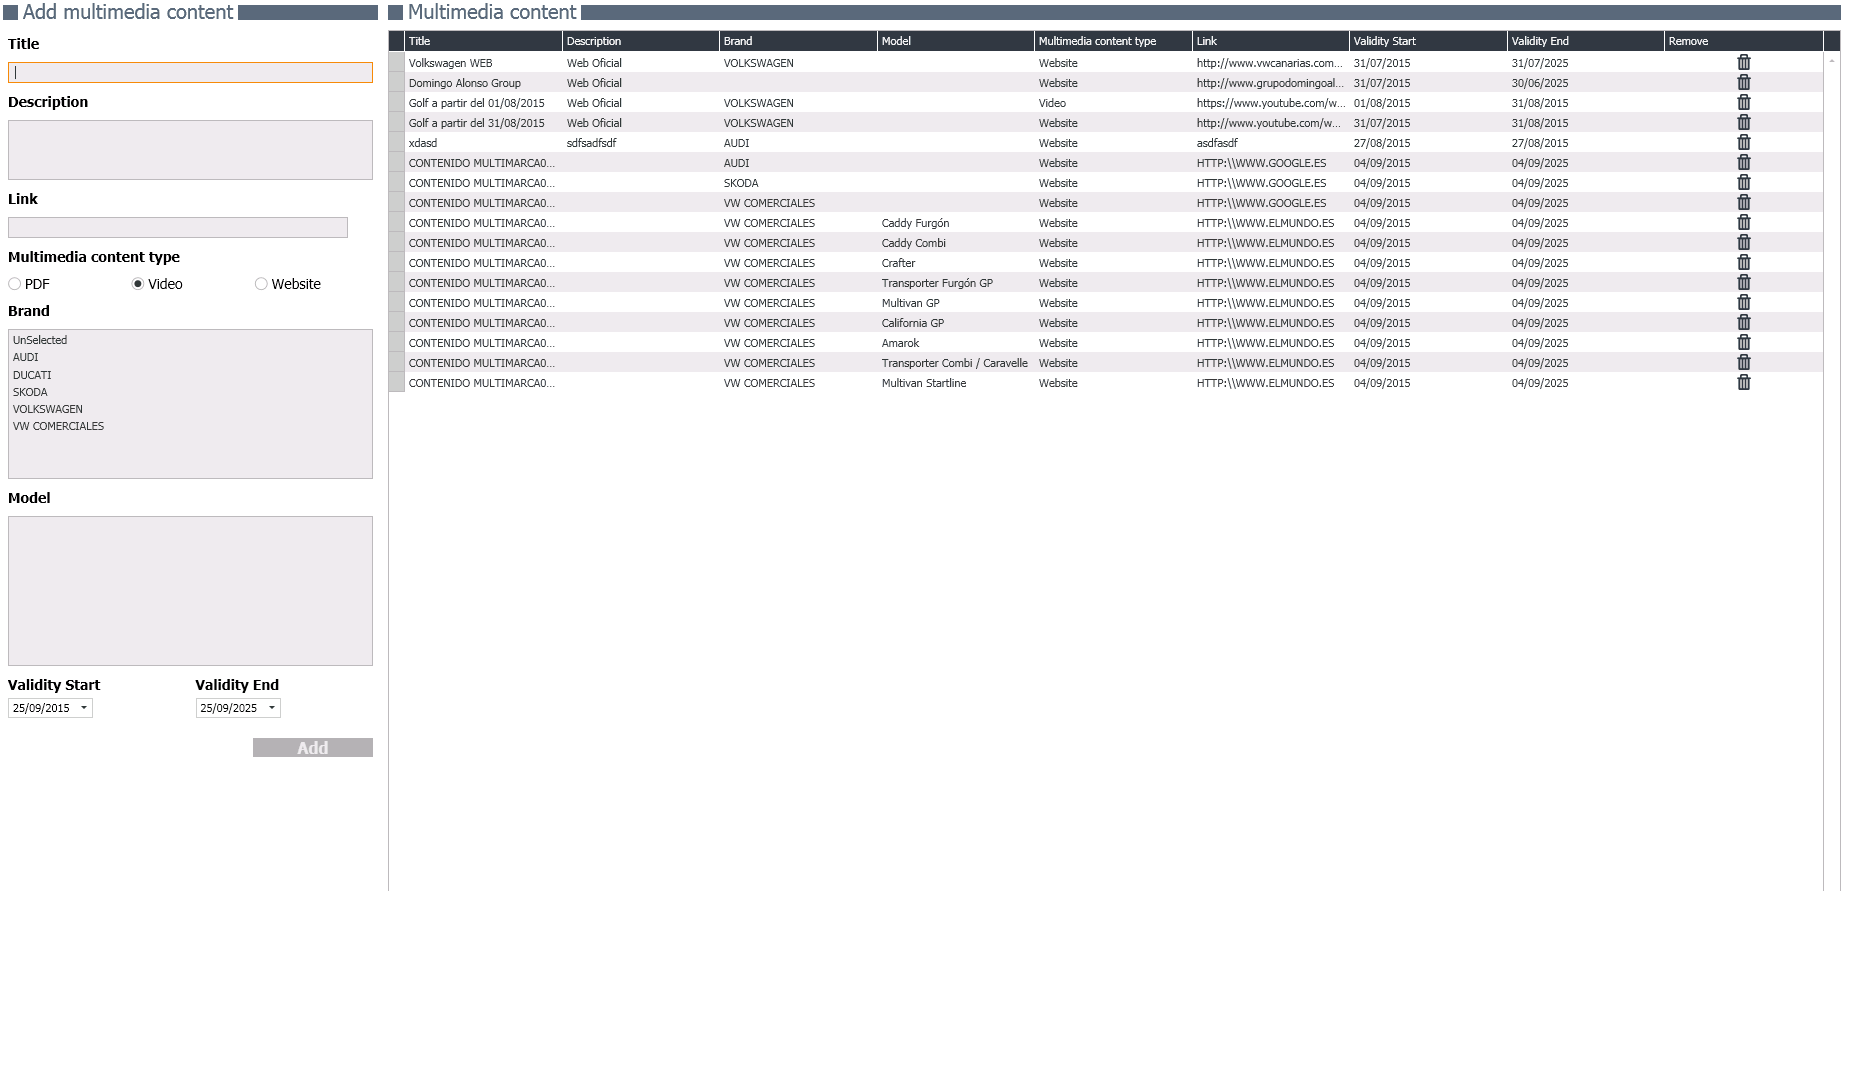 Add multimedia content
Title
Description
Link
Multimedia content type
PDF Video Website
Brand
UnSelected
AUDI
DUCATI
SKODA
VOLKSWAGEN
VW COMERCIALES
Model
Validity Start Validity End
25/09/2015 25/09/2025
Add
Multimedia content
Title Description Brand Model Multimedia content type Link Validity Start Validity End Remove
Volkswagen WEB Web Oficial VOLKSWAGEN Website http://www.vwcanarias.com... 31/07/2015 31/07/2025
Domingo Alonso Group Web Oficial Website http://www.grupodomingoal... 31/07/2015 30/06/2025
Golf a partir del 01/08/2015 Web Oficial VOLKSWAGEN Video https://www.youtube.com/w... 01/08/2015 31/08/2015
Golf a partir del 31/08/2015 Web Oficial VOLKSWAGEN Website http://www.youtube.com/w... 31/07/2015 31/08/2015
xdasd sdfsadfsdf AUDI Website asdfasdf 27/08/2015 27/08/2015
CONTENIDO MULTIMARCA0... AUDI Website HTTP:\\WWW.GOOGLE.ES 04/09/2015 04/09/2025
CONTENIDO MULTIMARCA0... SKODA Website HTTP:\\WWW.GOOGLE.ES 04/09/2015 04/09/2025
CONTENIDO MULTIMARCA0... VW COMERCIALES Website HTTP:\\WWW.GOOGLE.ES 04/09/2015 04/09/2025
CONTENIDO MULTIMARCA0... VW COMERCIALES Caddy Furgón Website HTTP:\\WWW.ELMUNDO.ES 04/09/2015 04/09/2025
CONTENIDO MULTIMARCA0... VW COMERCIALES Caddy Combi Website HTTP:\\WWW.ELMUNDO.ES 04/09/2015 04/09/2025
CONTENIDO MULTIMARCA0... VW COMERCIALES Crafter Website HTTP:\\WWW.ELMUNDO.ES 04/09/2015 04/09/2025
CONTENIDO MULTIMARCA0... VW COMERCIALES Transporter Furgón GP Website HTTP:\\WWW.ELMUNDO.ES 04/09/2015 04/09/2025
CONTENIDO MULTIMARCA0... VW COMERCIALES Multivan GP Website HTTP:\\WWW.ELMUNDO.ES 04/09/2015 04/09/2025
CONTENIDO MULTIMARCA0... VW COMERCIALES California GP Website HTTP:\\WWW.ELMUNDO.ES 04/09/2015 04/09/2025
CONTENIDO MULTIMARCA0... VW COMERCIALES Amarok Website HTTP:\\WWW.ELMUNDO.ES 04/09/2015 04/09/2025
CONTENIDO MULTIMARCA0... VW COMERCIALES Transporter Combi / Caravelle Website HTTP:\\WWW.ELMUNDO.ES 04/09/2015 04/09/2025
CONTENIDO MULTIMARCA0... VW COMERCIALES Multivan Startline Website HTTP:\\WWW.ELMUNDO.ES 04/09/2015 04/09/2025